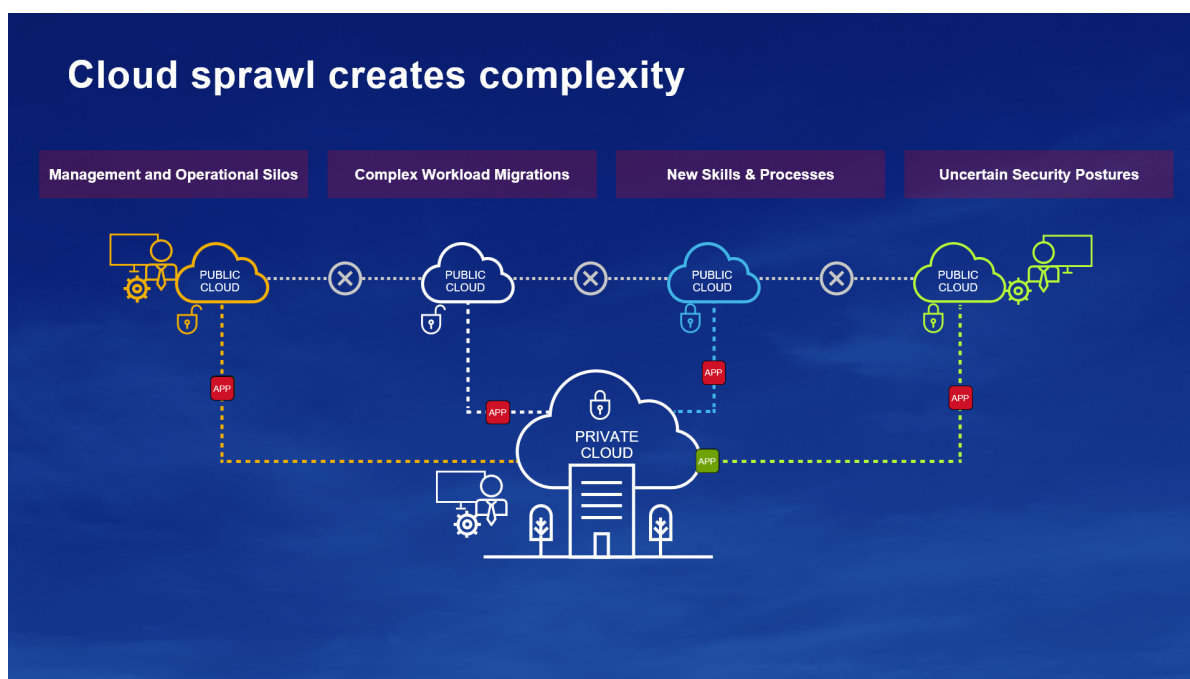 Cloud sprawl creates complexity
Management and Operational Silos
Complex Workload Migrations
New Skills & Processes
Uncertain Security Postures
PUBLIC
CLOUD
PUBLIC
CLOUD
PUBLIC
CLOUD
PUBLIC
CLOUD
APP
APP
APP
APP
PRIVATE
CLOUD
APP